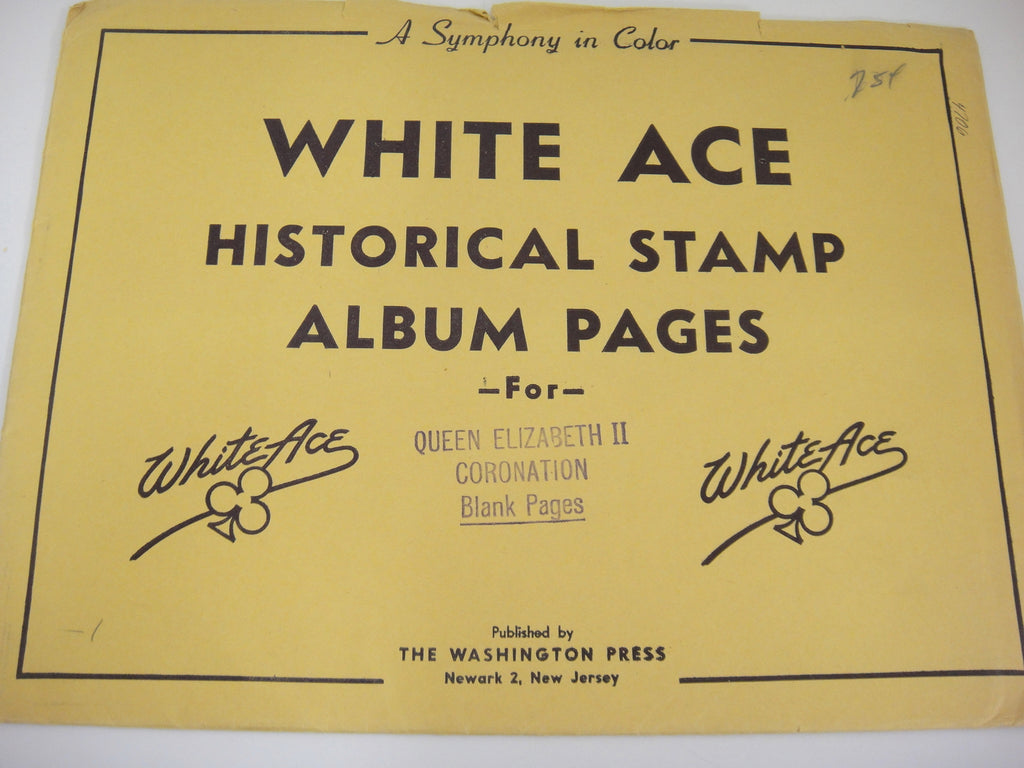 A Symphony in Color
WHITE ACE
HISTORICAL STAMP
ALBUM PAGES
—For—
White Ace
QUEEN ELIZABETH II
CORONATION
Blank Pages
White Ace
Published by
THE WASHINGTON PRESS
Newark 2, New Jersey